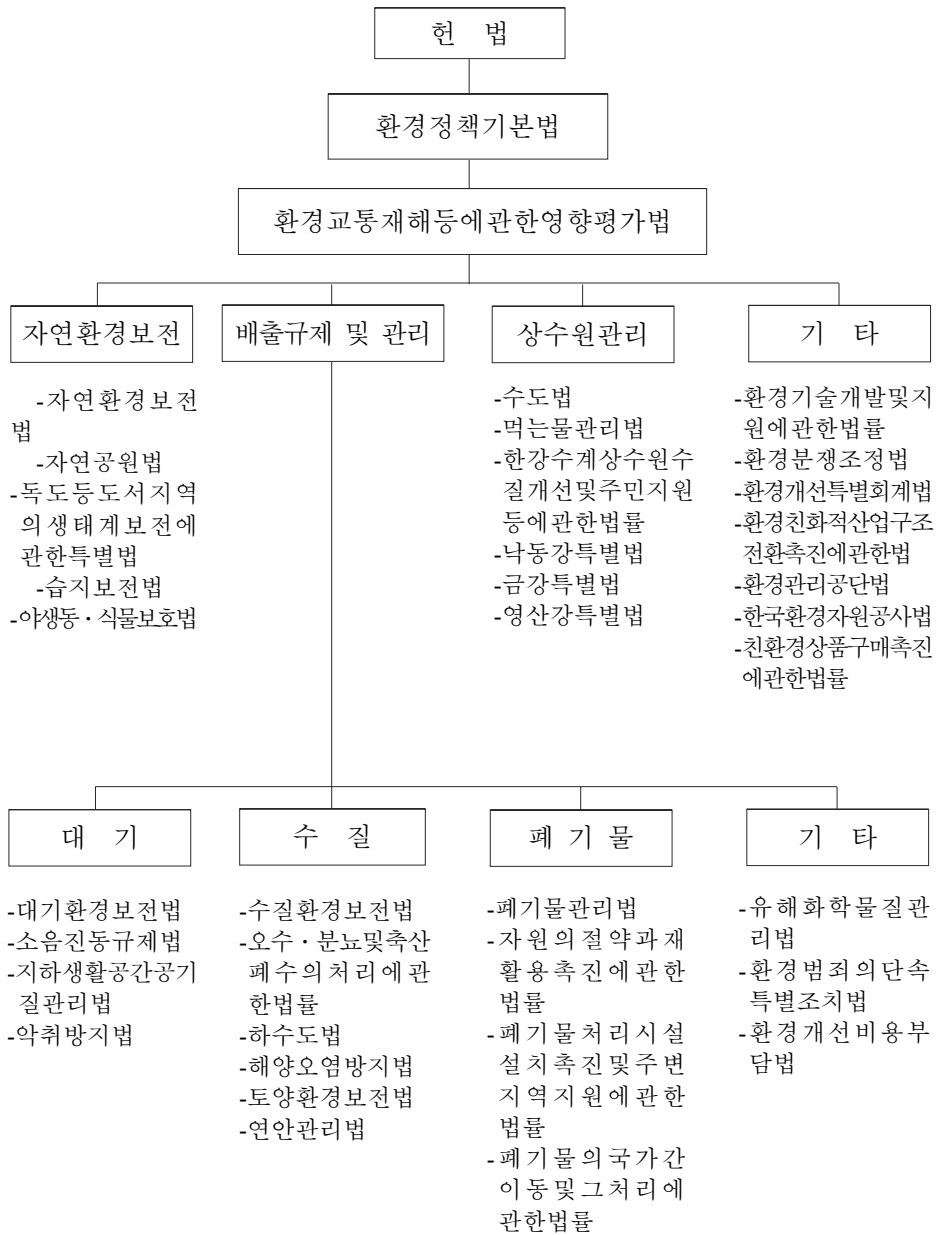 헌 법
환경정책기본법
환경교통재해등에관한영향평가법
자연환경보전
-자연환경보전
법
-자연공원법
-독도등도서지역
의생태계보전에
관한특별법
-습지보전법
-야생동·식물보호법
배출규제 및 관리
상수원관리
-수도법
-먹는물관리법
-한강수계상수원수
질개선및주민지원
등에관한법률
-낙동강특별법
-금강특별법
-영산강특별법
기 타
-환경기술개발및지
원에관한법률
-환경분쟁조정법
-환경개선특별회계법
-환경친화적산업구조
전환촉진에관한법
-환경관리공단법
-한국환경자원공사법
-친환경상품구매촉진
에관한법률
대 기
-대기환경보전법
-소음진동규제법
-지하생활공간공기
질관리법
-악취방지법
수 질
-수질환경보전법
-오수·분뇨및축산
폐수의처리에관
한법률
-하수도법
-해양오염방지법
-토양환경보전법
-연안관리법
폐 기 물
-폐기물관리법
-자원의절약과재
활용촉진에관한
법률
-폐기물처리시설
설치촉진및주변
지역지원에관한
법률
-폐기물의국가간
이동및그처리에
관한법률
기 타
-유해화학물질관
리법
-환경범죄의단속
특별조치법
-환경개선비용부
담법